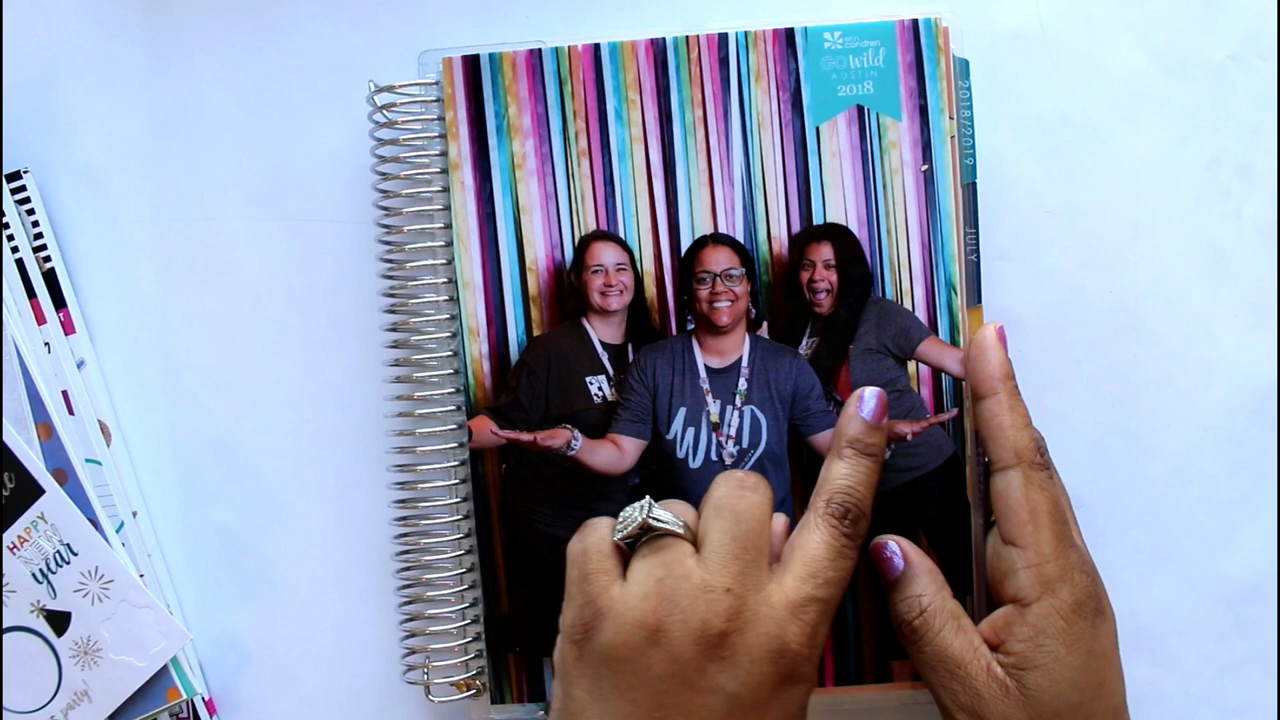 erin
condren
GO Wild
AUSTIN
2018
2018/2019
JULY
WILD
HAPPY
NEW
year
party!